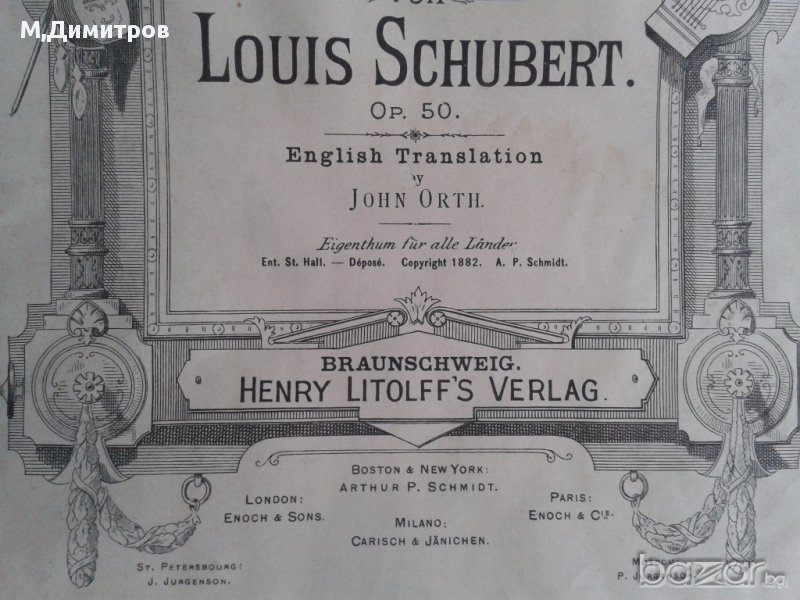 М.Димитров
LOUIS SCHUBERT.
OP. 50.
English Translation
by
JOHN ORTH.
Eigenthum für alle Länder
Ent. St. Hall. — Déposé. Copyright 1882. A. P. Schmidt.
BRAUNSCHWEIG.
HENRY LITOLFF'S VERLAG.
BOSTON & NEW YORK:
ARTHUR P. SCHMIDT.
LONDON:
ENOCH & SONS.
PARIS:
ENOCH & CIE.
MILANO:
CARISCH & JÄNICHEN.
ST. PETERSBOURG:
J. JURGENSON.
P. JURGENSON
bazar.bg